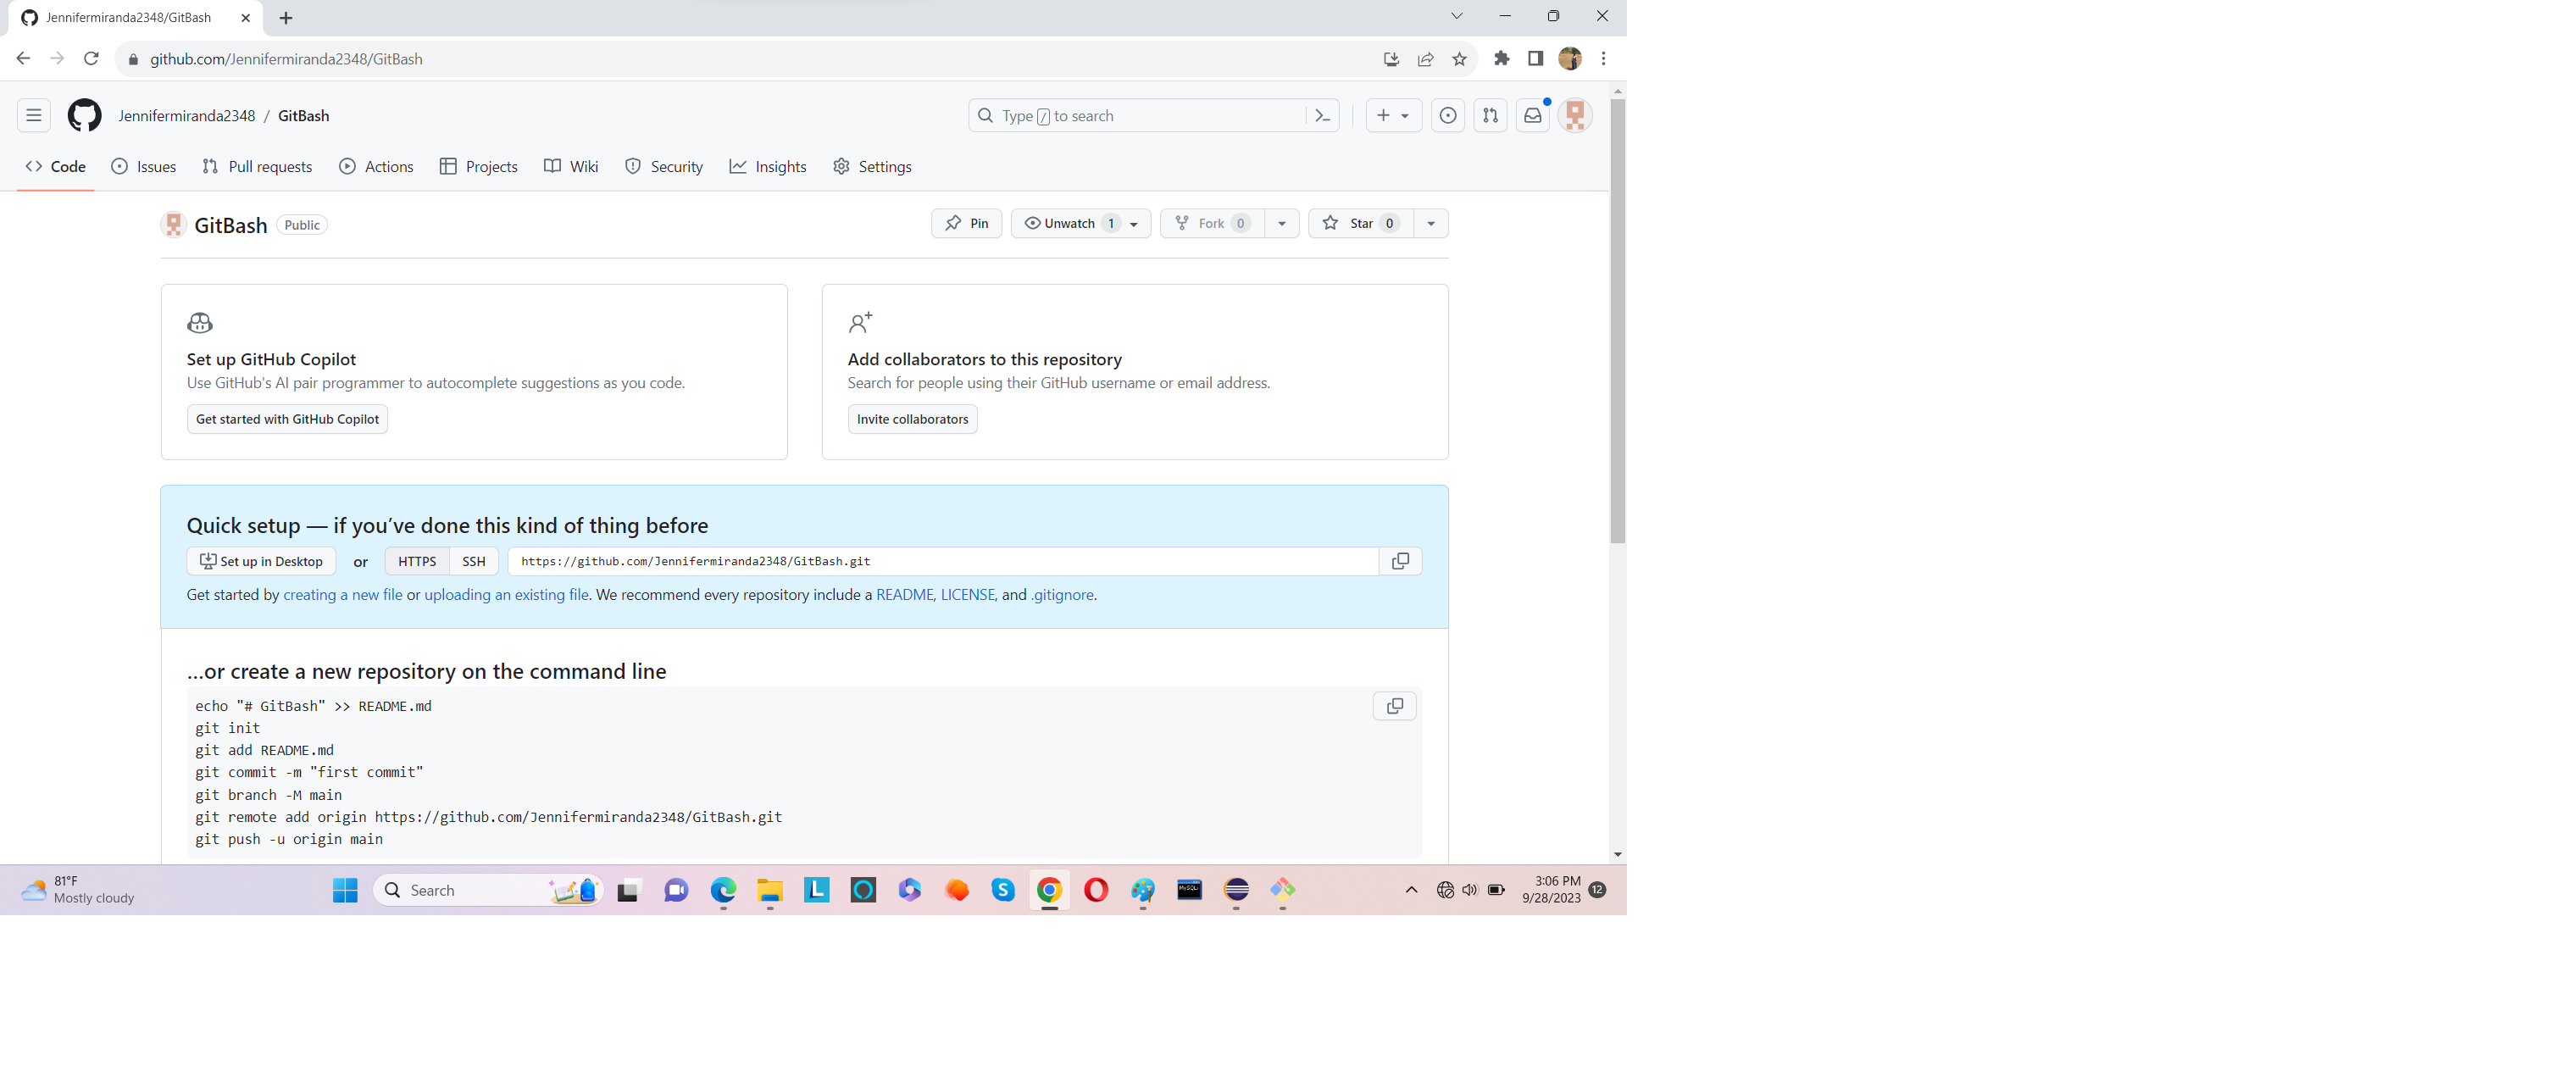 Jennifermiranda2348/GitBash
github.com/Jennifermiranda2348/GitBash
Jennifermiranda2348 / GitBash
Type / to search
Code Issues Pull requests Actions Projects Wiki Security Insights Settings
GitBash Public
Pin Unwatch 1 Fork 0 Star 0
Set up GitHub Copilot
Use GitHub's AI pair programmer to autocomplete suggestions as you code.
Get started with GitHub Copilot
Add collaborators to this repository
Search for people using their GitHub username or email address.
Invite collaborators
Quick setup — if you’ve done this kind of thing before
Set up in Desktop or HTTPS SSH https://github.com/Jennifermiranda2348/GitBash.git
Get started by creating a new file or uploading an existing file. We recommend every repository include a README, LICENSE, and .gitignore.
…or create a new repository on the command line
echo "# GitBash" >> README.md
git init
git add README.md
git commit -m "first commit"
git branch -M main
git remote add origin https://github.com/Jennifermiranda2348/GitBash.git
git push -u origin main
81°F
Mostly cloudy
Search
L
S
MySQL
3:06 PM
9/28/2023
12